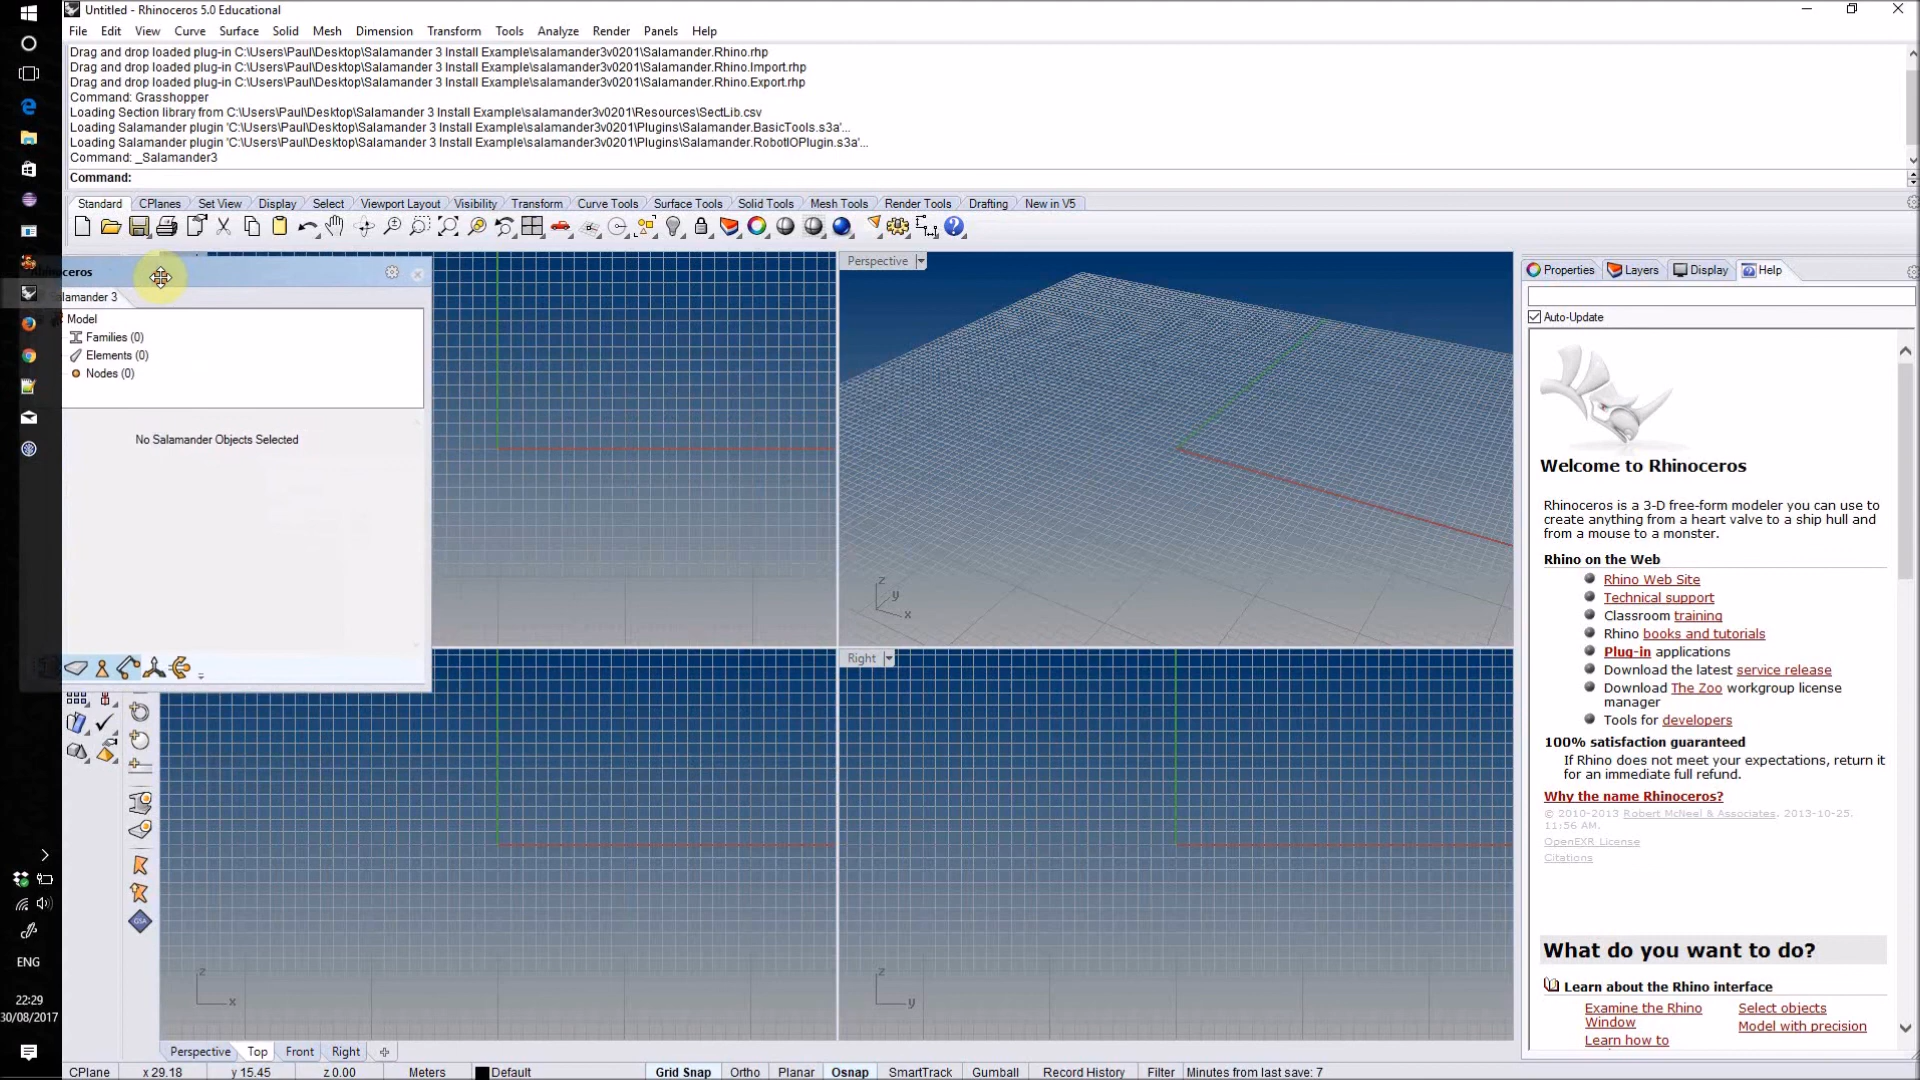 Untitled - Rhinoceros 5.0 Educational
File Edit View Curve Surface Solid Mesh Dimension Transform Tools Analyze Render Panels Help
Drag and drop loaded plug-in C:\Users\Paul\Desktop\Salamander 3 Install Example\salamander3v0201\Salamander.Rhino.rhp
Drag and drop loaded plug-in C:\Users\Paul\Desktop\Salamander 3 Install Example\salamander3v0201\Salamander.Rhino.Import.rhp
Drag and drop loaded plug-in C:\Users\Paul\Desktop\Salamander 3 Install Example\salamander3v0201\Salamander.Rhino.Export.rhp
Command: Grasshopper
Loading Section library from C:\Users\Paul\Desktop\Salamander 3 Install Example\salamander3v0201\Resources\SectLib.csv
Loading Salamander plugin 'C:\Users\Paul\Desktop\Salamander 3 Install Example\salamander3v0201\Plugins\Salamander.BasicTools.s3a'...
Loading Salamander plugin 'C:\Users\Paul\Desktop\Salamander 3 Install Example\salamander3v0201\Plugins\Salamander.RobotIOPlugin.s3a'...
Command: _Salamander3
Command:
Standard CPlanes Set View Display Select Viewport Layout Visibility Transform Curve Tools Surface Tools Solid Tools Mesh Tools Render Tools Drafting New in V5
Rhinoceros
Salamander 3
Model
Families (0)
Elements (0)
Nodes (0)
No Salamander Objects Selected
GSA
Perspective
z
y
x
Right
z
x
z
y
Properties Layers Display Help
Auto-Update
Welcome to Rhinoceros
Rhinoceros is a 3-D free-form modeler you can use to
create anything from a heart valve to a ship hull and
from a mouse to a monster.
Rhino on the Web
Rhino Web Site
Technical support
Classroom training
Rhino books and tutorials
Plug-in applications
Download the latest service release
Download The Zoo workgroup license
manager
Tools for developers
100% satisfaction guaranteed
If Rhino does not meet your expectations, return it
for an immediate full refund.
Why the name Rhinoceros?
© 2010-2013 Robert McNeel & Associates. 2013-10-25,
11:56 AM.
OpenEXR License
Citations
What do you want to do?
Learn about the Rhino interface
Examine the Rhino
Window
Learn how to
Select objects
Model with precision
ENG
22:29
30/08/2017
Perspective Top Front Right
CPlane x 29.18 y 15.45 z 0.00 Meters Default Grid Snap Ortho Planar Osnap SmartTrack Gumball Record History Filter Minutes from last save: 7